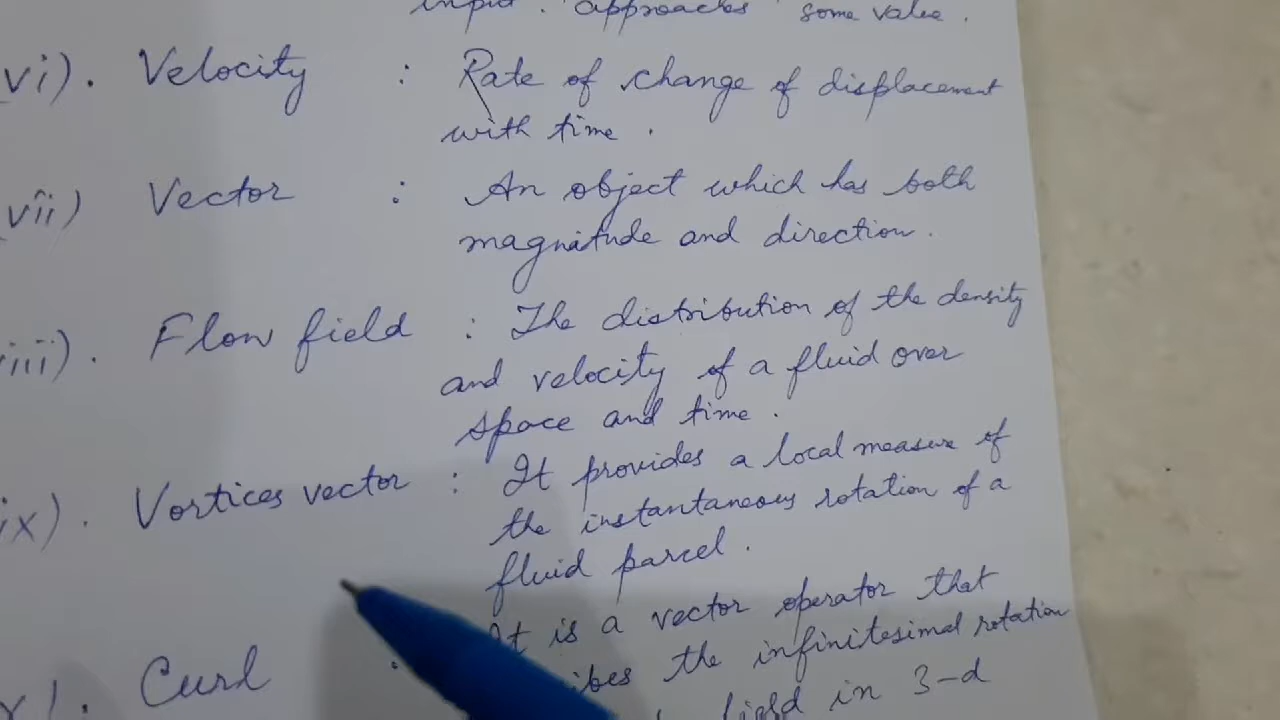 input . approaches some value .
vi). Velocity : Rate of change of displacement
with time .
vii) Vector : An object which has both
magnitude and direction .
iii). Flow field : The distribution of the density
and velocity of a fluid over
space and time .
ix). Vortices vector : It provides a local measure of
the instantaneous rotation of a
fluid parcel .
Curl : It is a vector operator that
the infinitesimal rotation
field in 3-d